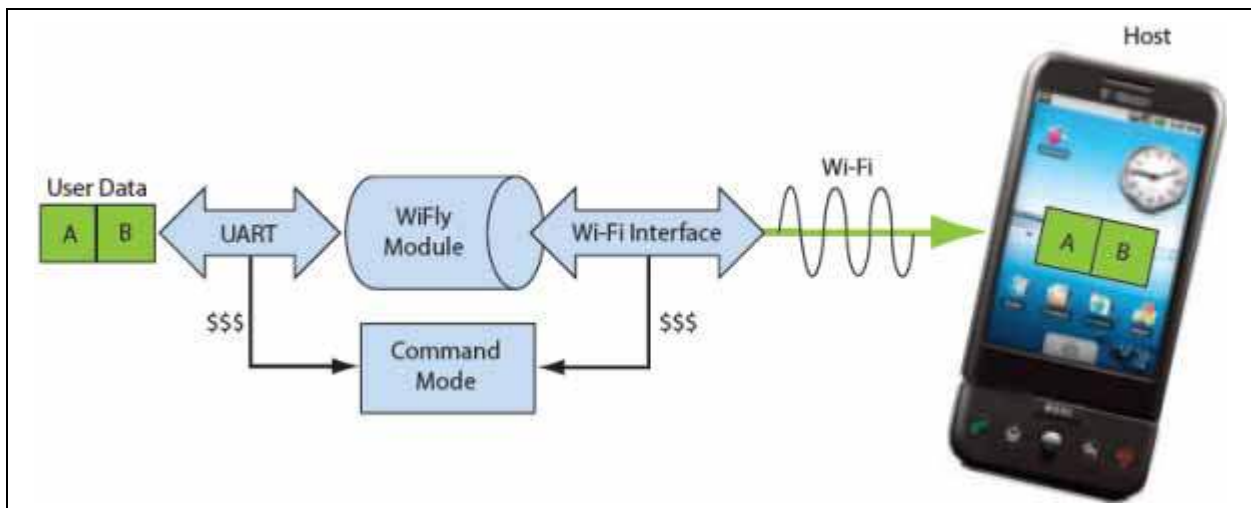 Host
Wi-Fi
User Data
A B
UART
WiFly
Module
Wi-Fi Interface
A B
$$$
$$$
Command
Mode